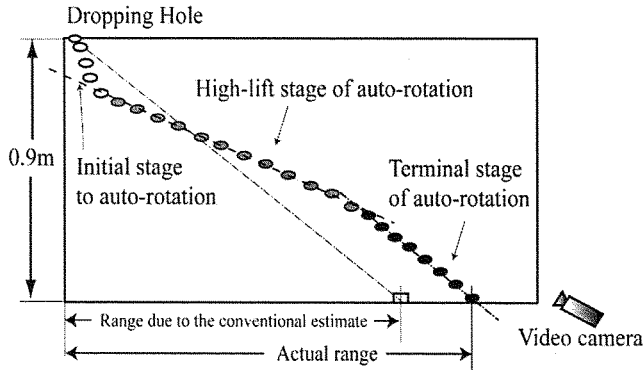 Dropping Hole
High-lift stage of auto-rotation
0.9m
Initial stage
to auto-rotation
Terminal stage
of auto-rotation
Range due to the conventional estimate
Actual range
Video camera